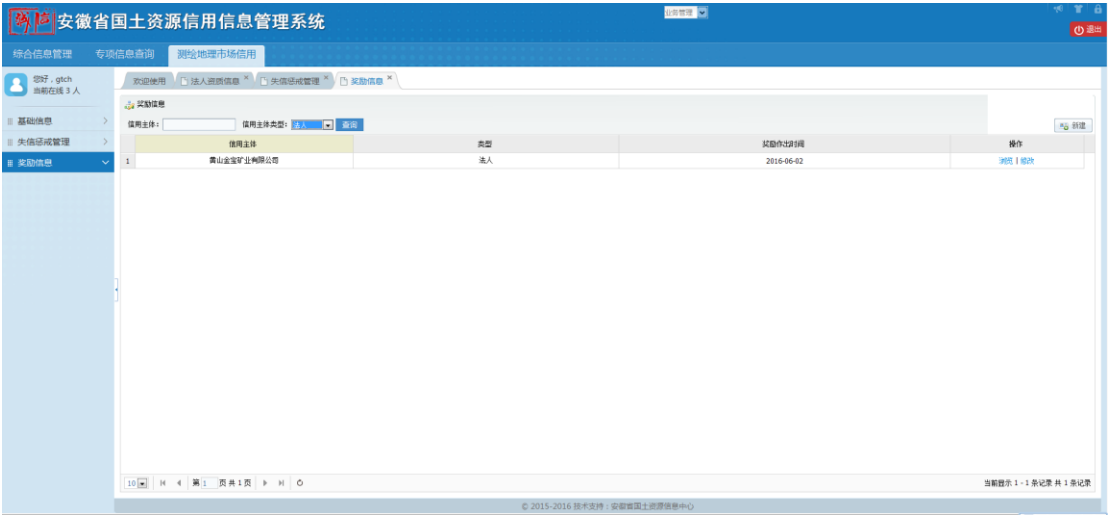 诚信 安徽省国土资源信用信息管理系统
业务管理
退出
综合信息管理 专项信息查询 测绘地理市场信用
您好，gtch
当前在线 3 人
欢迎使用 法人资质信息 × 失信惩戒管理 × 奖励信息 ×
基础信息
失信惩戒管理
奖励信息
奖励信息
信用主体: 信用主体类型: 法人 查询 新建
信用主体 类型 奖励作出时间 操作
1 黄山金宝矿业有限公司 法人 2016-06-02 浏览 | 修改
10 第 1 页 共 1 页 当前显示 1 - 1 条记录 共 1 条记录
© 2015-2016 技术支持：安徽省国土资源信息中心